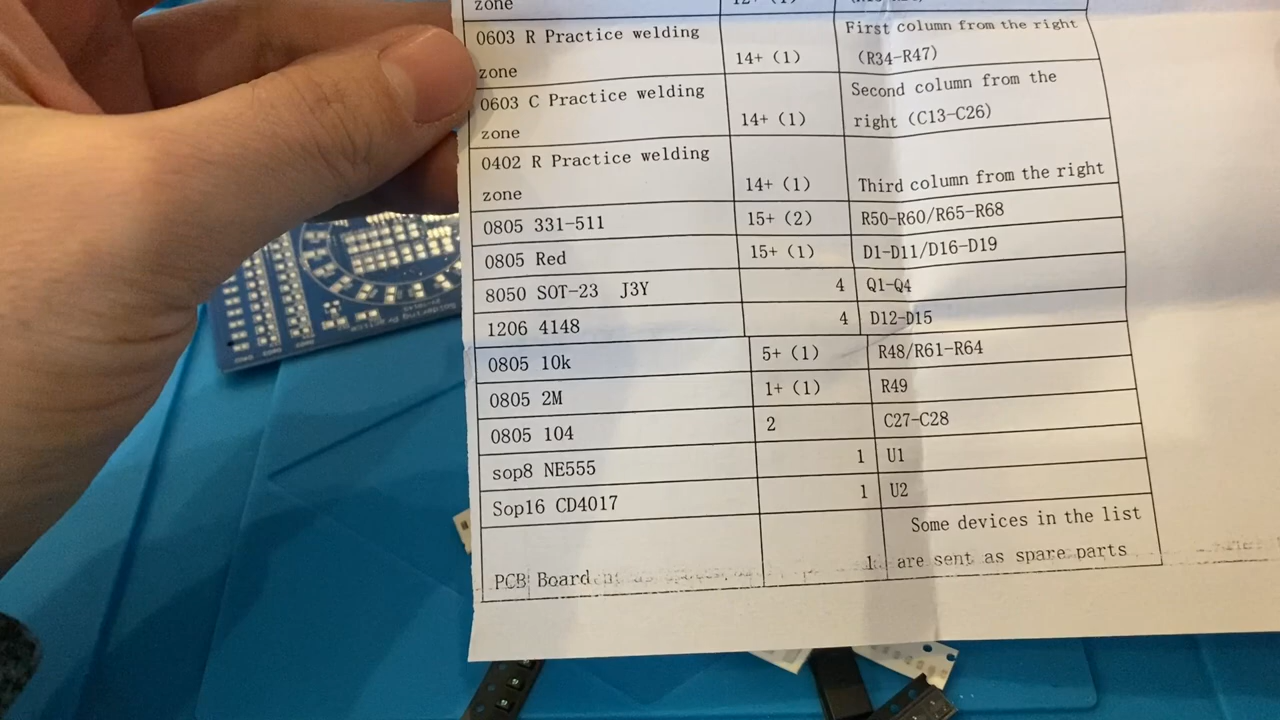 zone
0603 R Practice welding
zone
14+ (1)
First column from the right
(R34-R47)
0603 C Practice welding
zone
14+ (1)
Second column from the
right (C13-C26)
0402 R Practice welding
zone
14+ (1)
Third column from the right
0805 331-511 15+ (2) R50-R60/R65-R68
0805 Red 15+ (1) D1-D11/D16-D19
8050 SOT-23 J3Y 4 Q1-Q4
1206 4148 4 D12-D15
0805 10k 5+ (1) R48/R61-R64
0805 2M 1+ (1) R49
0805 104 2 C27-C28
sop8 NE555 1 U1
Sop16 CD4017 1 U2
PCB Board 1
Some devices in the list
are sent as spare parts